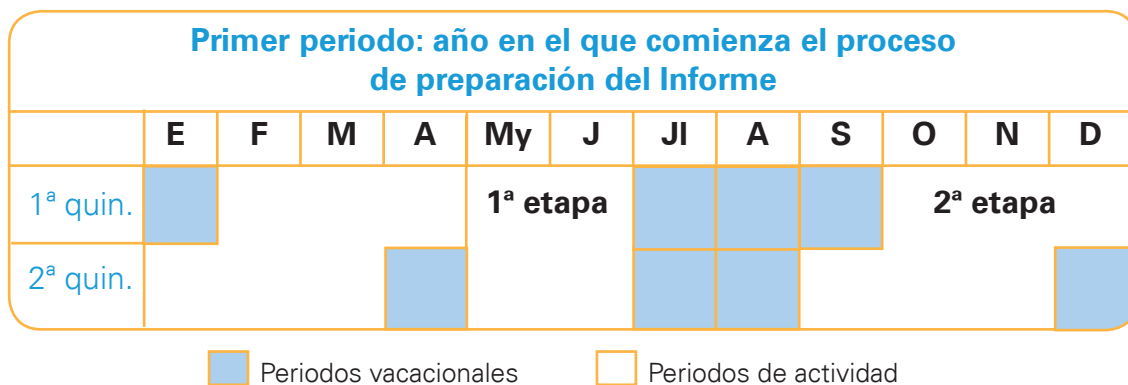 Primer periodo: año en el que comienza el proceso
de preparación del Informe
E F M A My J Jl A S O N D
1ª quin. 1ª etapa 2ª etapa
2ª quin.
Periodos vacacionales Periodos de actividad